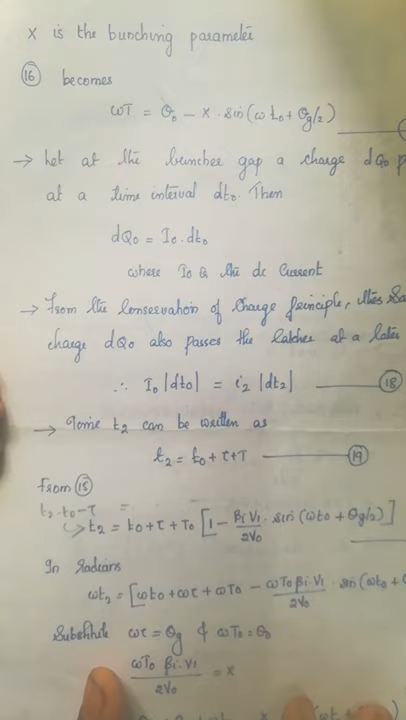 X is the bunching parameter
(16) becomes
ωT = θ₀ - X · sin(ωt₀ + θg/2)
→ Let at the buncher gap a charge dQ₀ p
at a time interval dt₀. Then
dQ₀ = I₀ · dt₀
where I₀ is the dc current
→ From the Conservation of Charge principle, this Sa
charge dQ₀ also passes the Catcher at a later
∴ I₀ |dt₀| = i₂ |dt₂| (18)
→ Time t₂ can be written as
t₂ = t₀ + τ + T (19)
From (15)
t₂-t₀-τ =
↳ t₂ = t₀ + τ + T₀ [1 - βi V₁/2V₀ · sin(ωt₀ + θg/2)]
In Radians
ωt₂ = [ωt₀ + ωτ + ωT₀ - ωT₀ βi·V₁/2V₀ · sin(ωt₀ +
Substitute ωτ = θg & ωT₀ = θ₀
ωT₀ βi·V₁/2V₀ = X